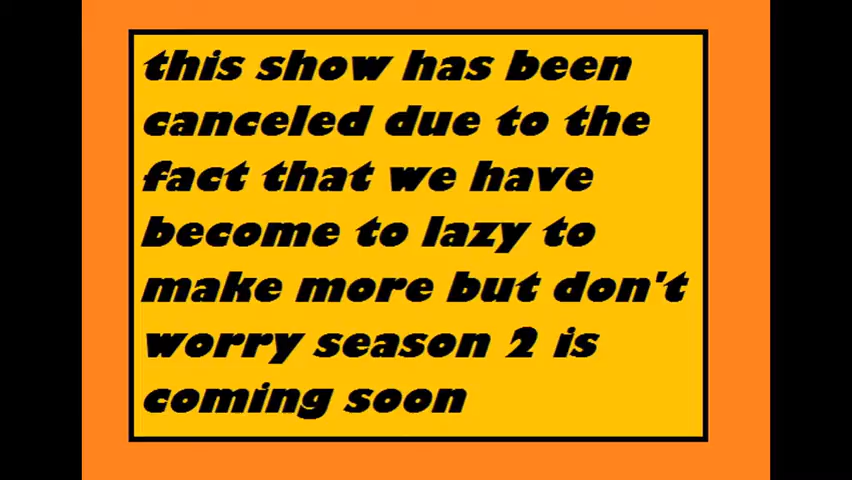 this show has been
canceled due to the
fact that we have
become to lazy to
make more but don't
worry season 2 is
coming soon